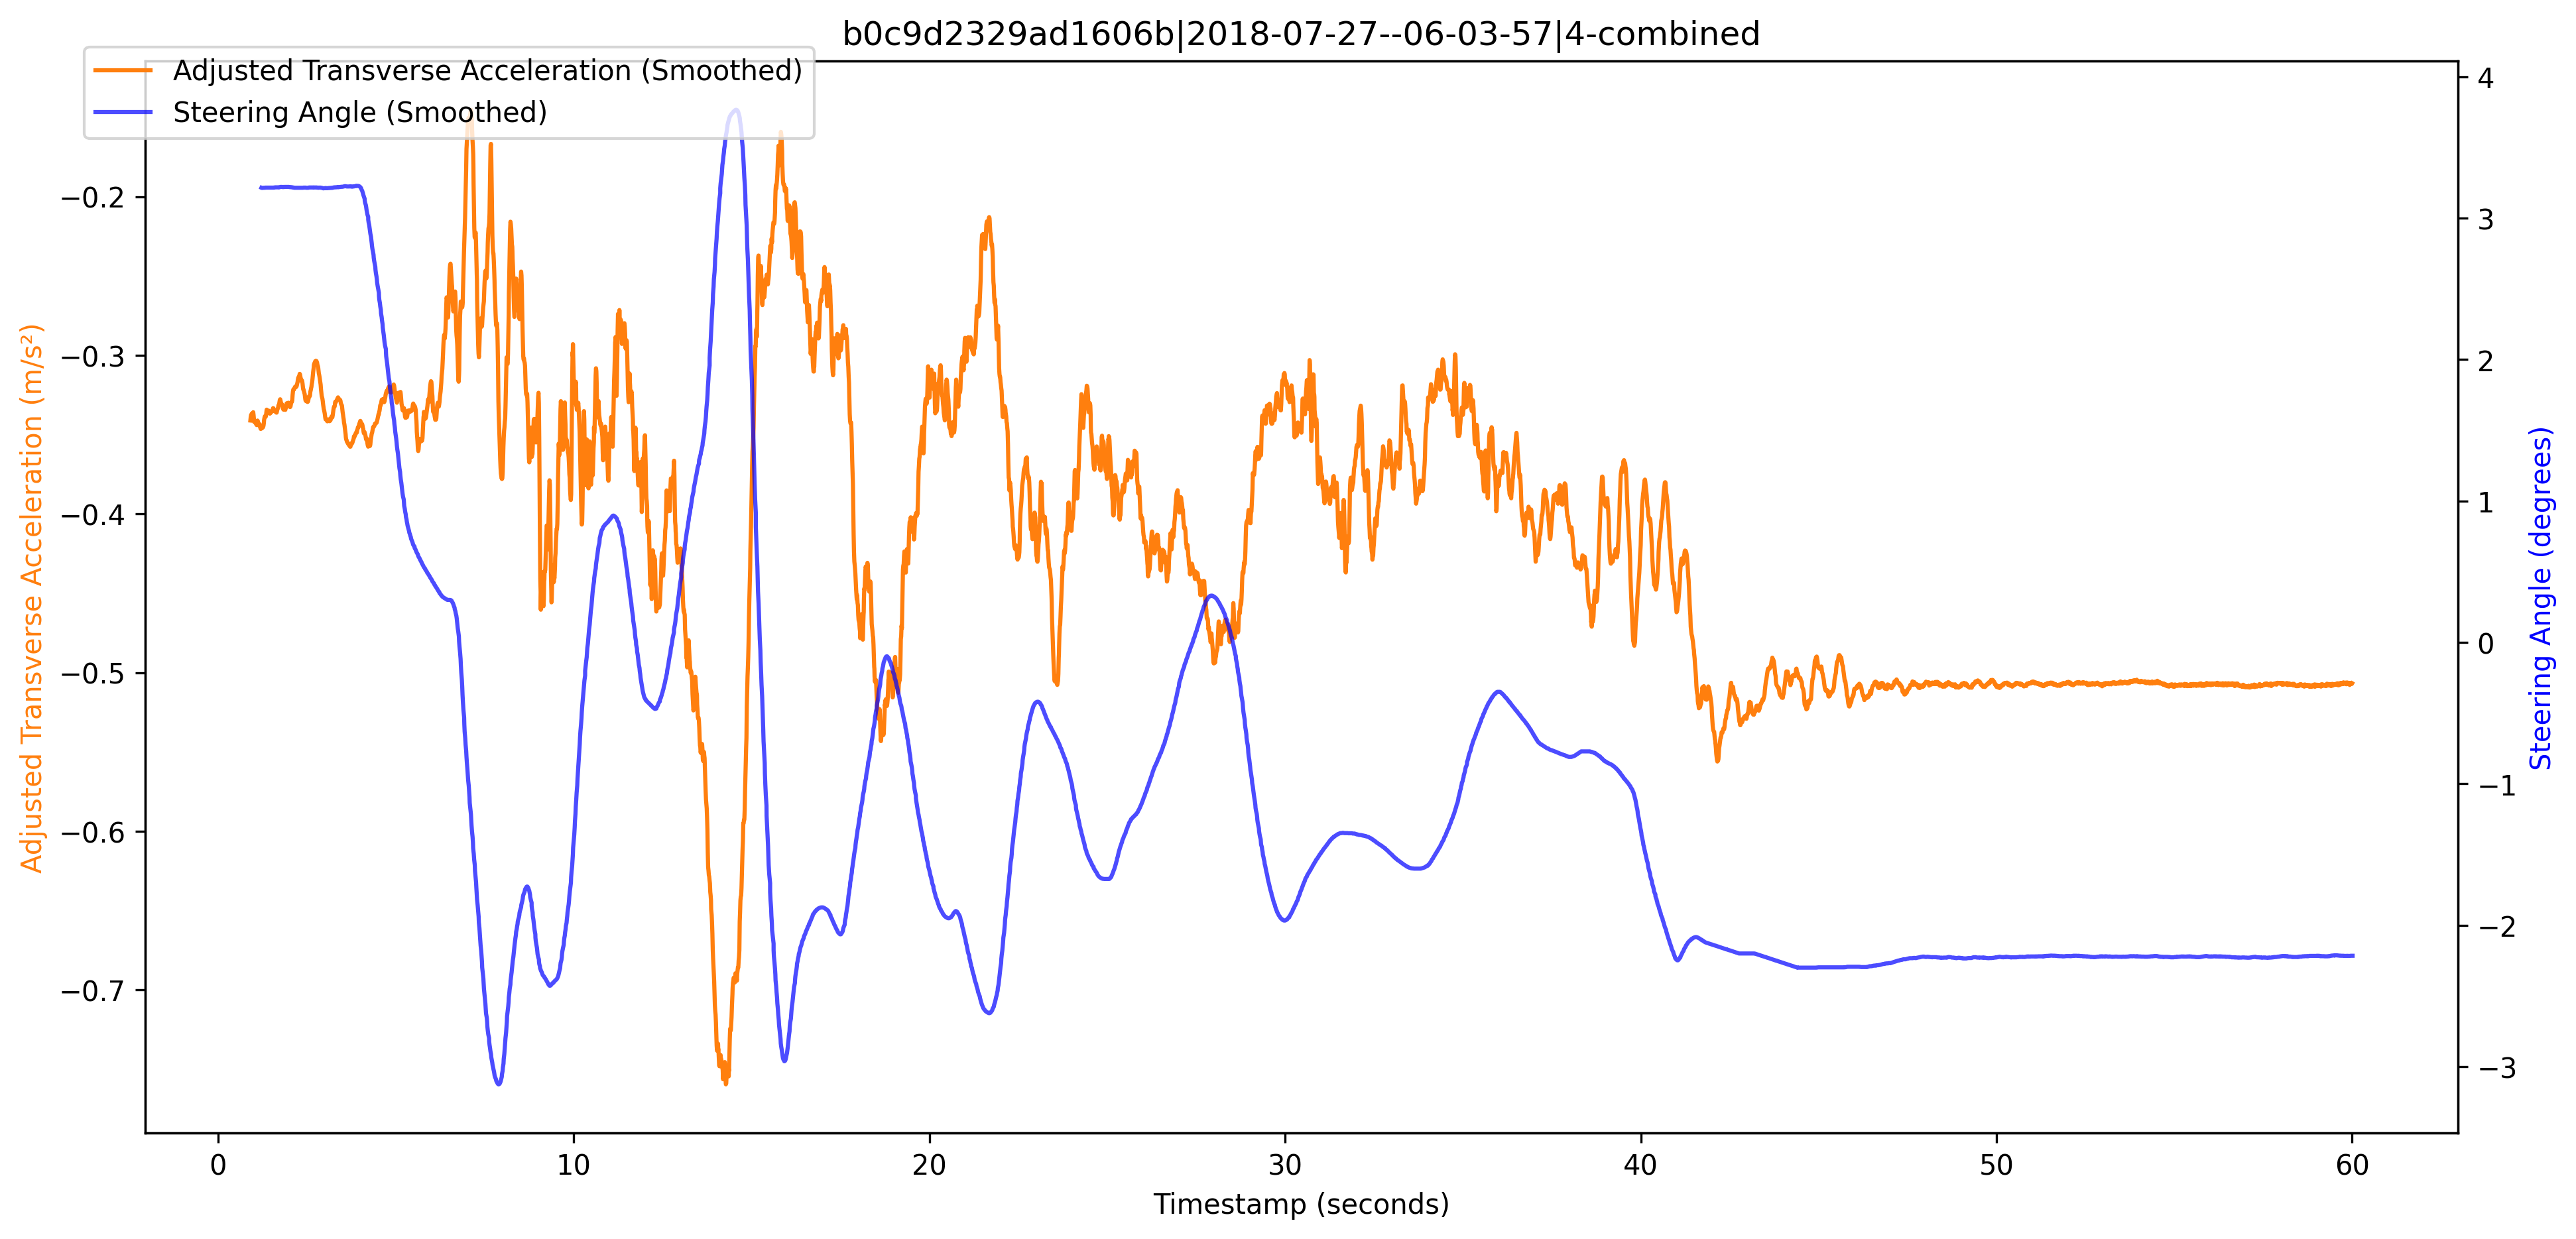 b0c9d2329ad1606b|2018-07-27--06-03-57|4-combined
Adjusted Transverse Acceleration (Smoothed)
Steering Angle (Smoothed)
Adjusted Transverse Acceleration (m/s²)
−0.2
−0.3
−0.4
−0.5
−0.6
−0.7
4
3
2
1
0
−1
−2
−3
Steering Angle (degrees)
0 10 20 30 40 50 60
Timestamp (seconds)